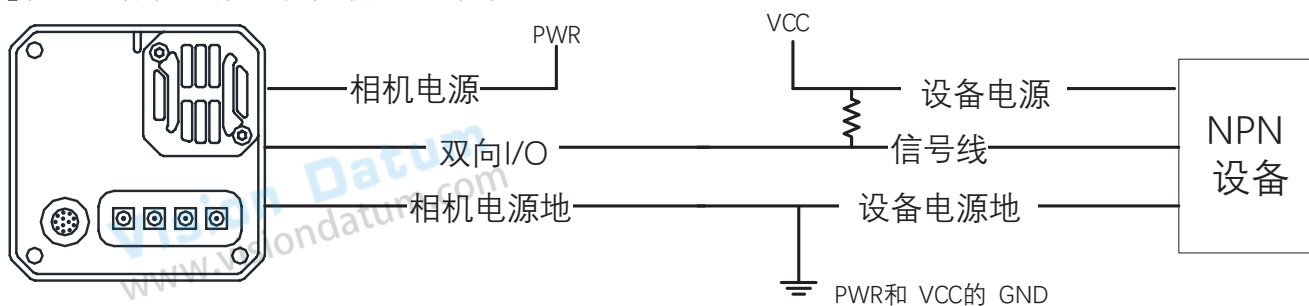 PWR
VCC
相机电源
设备电源
双向I/O
信号线
NPN
设备
相机电源地
设备电源地
Vision Datum
www.visiondatum.com
PWR和 VCC的 GND